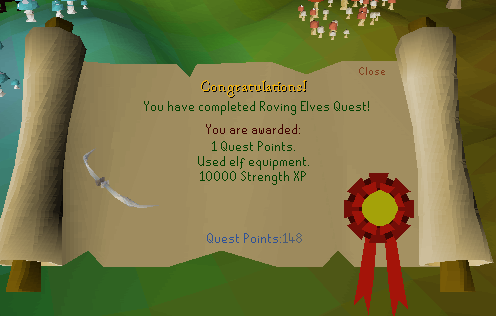 Close
Congratulations!
You have completed Roving Elves Quest!
You are awarded:
1 Quest Points.
Used elf equipment.
10000 Strength XP
Quest Points:148